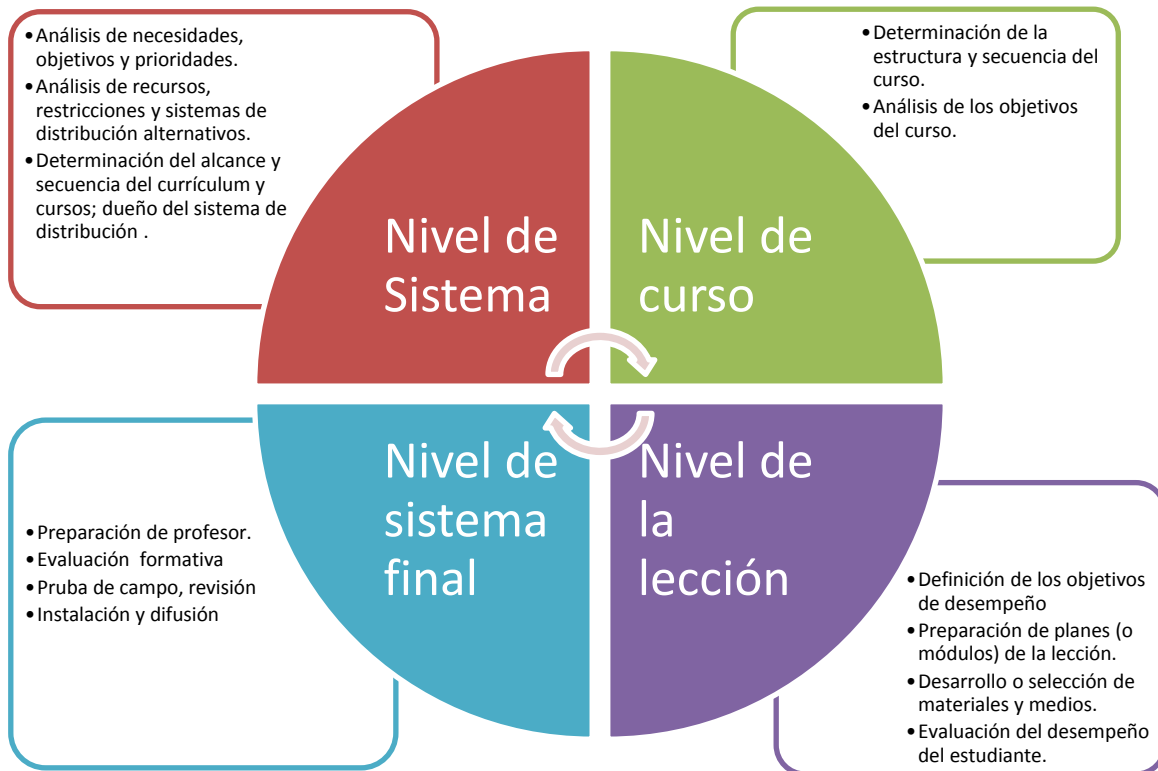 •Análisis de necesidades,
objetivos y prioridades.
•Análisis de recursos,
restricciones y sistemas de
distribución alternativos.
•Determinación del alcance y
secuencia del currículum y
cursos; dueño del sistema de
distribución .
•Determinación de la
estructura y secuencia del
curso.
•Análisis de los objetivos
del curso.
Nivel de
Sistema
Nivel de
curso
Nivel de
sistema
final
Nivel de
la
lección
•Preparación de profesor.
•Evaluación formativa
•Pruba de campo, revisión
•Instalación y difusión
•Definición de los objetivos
de desempeño
•Preparación de planes (o
módulos) de la lección.
•Desarrollo o selección de
materiales y medios.
•Evaluación del desempeño
del estudiante.